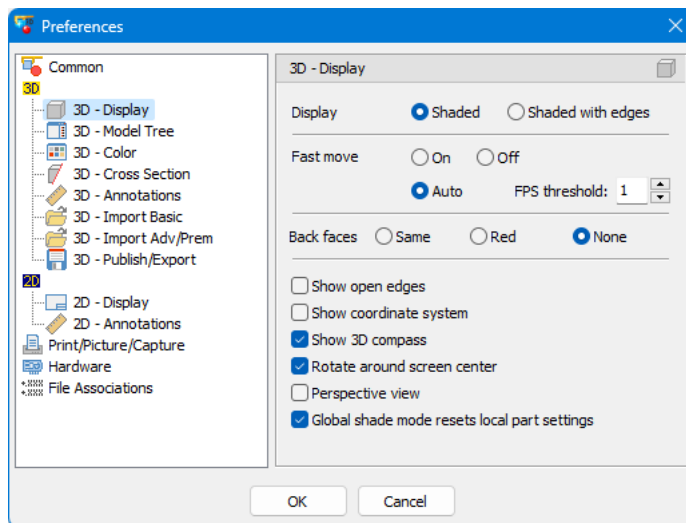 Preferences
Common
3D
3D - Display
3D - Model Tree
3D - Color
3D - Cross Section
3D - Annotations
3D - Import Basic
3D - Import Adv/Prem
3D - Publish/Export
2D
2D - Display
2D - Annotations
Print/Picture/Capture
Hardware
File Associations
3D - Display
Display Shaded Shaded with edges
Fast move On Off
Auto FPS threshold: 1
Back faces Same Red None
Show open edges
Show coordinate system
Show 3D compass
Rotate around screen center
Perspective view
Global shade mode resets local part settings
OK Cancel